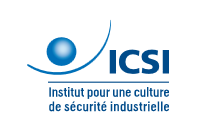 ICSI
Institut pour une culture
de sécurité industrielle